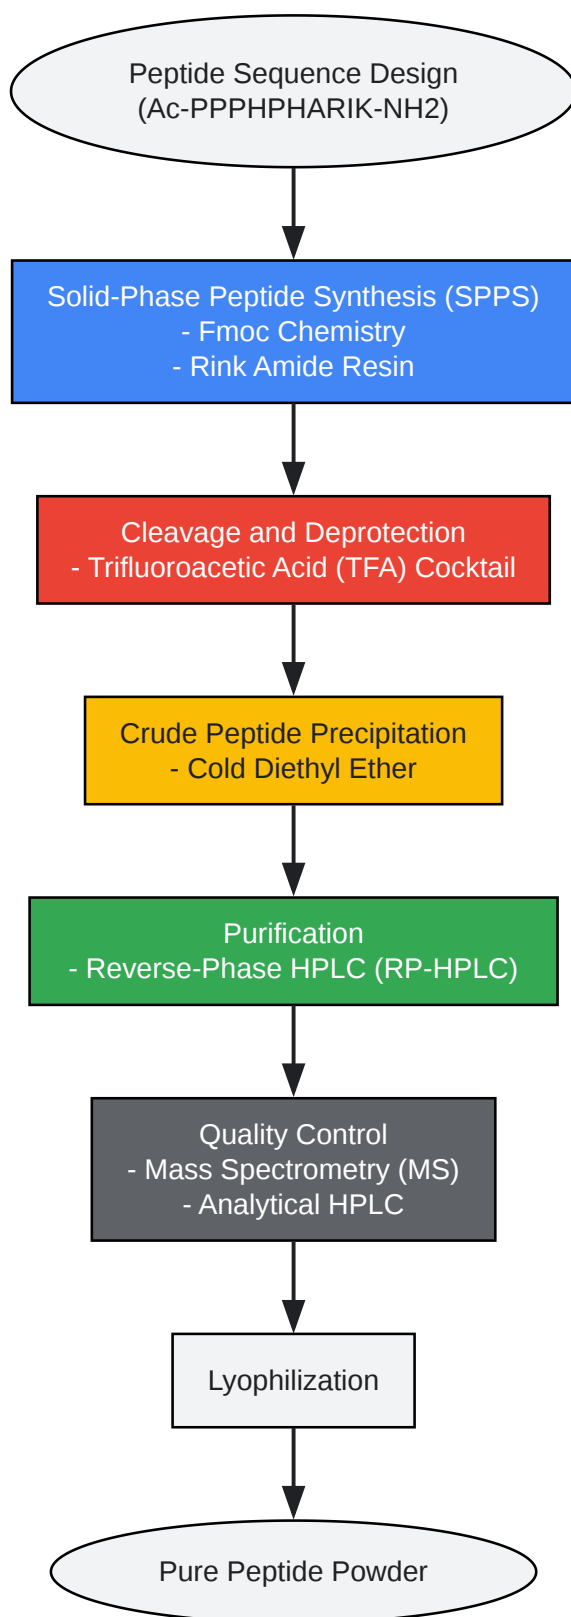 Peptide Sequence Design
(Ac-PPPHPHARIK-NH2)
Solid-Phase Peptide Synthesis (SPPS)
- Fmoc Chemistry
- Rink Amide Resin
Cleavage and Deprotection
- Trifluoroacetic Acid (TFA) Cocktail
Crude Peptide Precipitation
- Cold Diethyl Ether
Purification
- Reverse-Phase HPLC (RP-HPLC)
Quality Control
- Mass Spectrometry (MS)
- Analytical HPLC
Lyophilization
Pure Peptide Powder